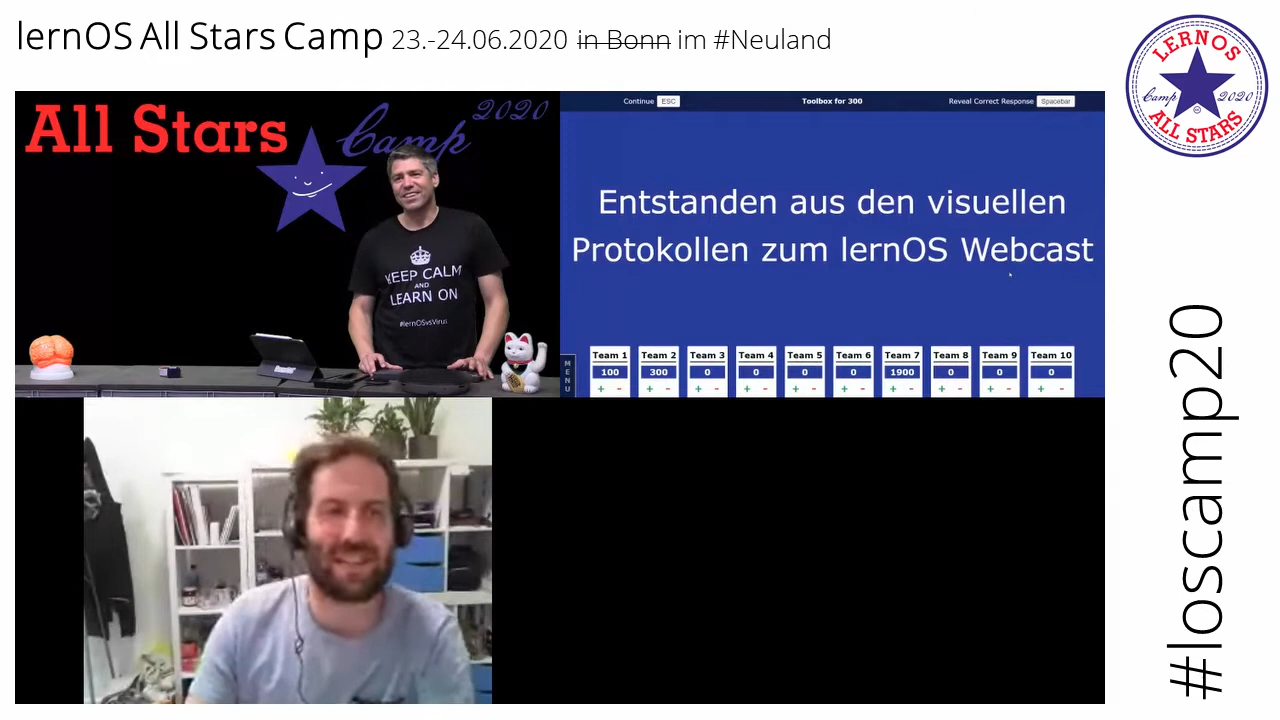 lernOS All Stars Camp 23.-24.06.2020 in Bonn im #Neuland
LERNOS
Camp 2020
ALL STARS
All Stars Camp 2020
KEEP CALM
AND
LEARN ON
#lernOSvsVirus
Continue ESC Toolbox for 300 Reveal Correct Response Spacebar
Entstanden aus den visuellen
Protokollen zum lernOS Webcast
MENU
Team 1 Team 2 Team 3 Team 4 Team 5 Team 6 Team 7 Team 8 Team 9 Team 10
100 300 0 0 0 0 1900 0 0 0
+ - + - + - + - + - + - + - + - + - + -
#loscamp20